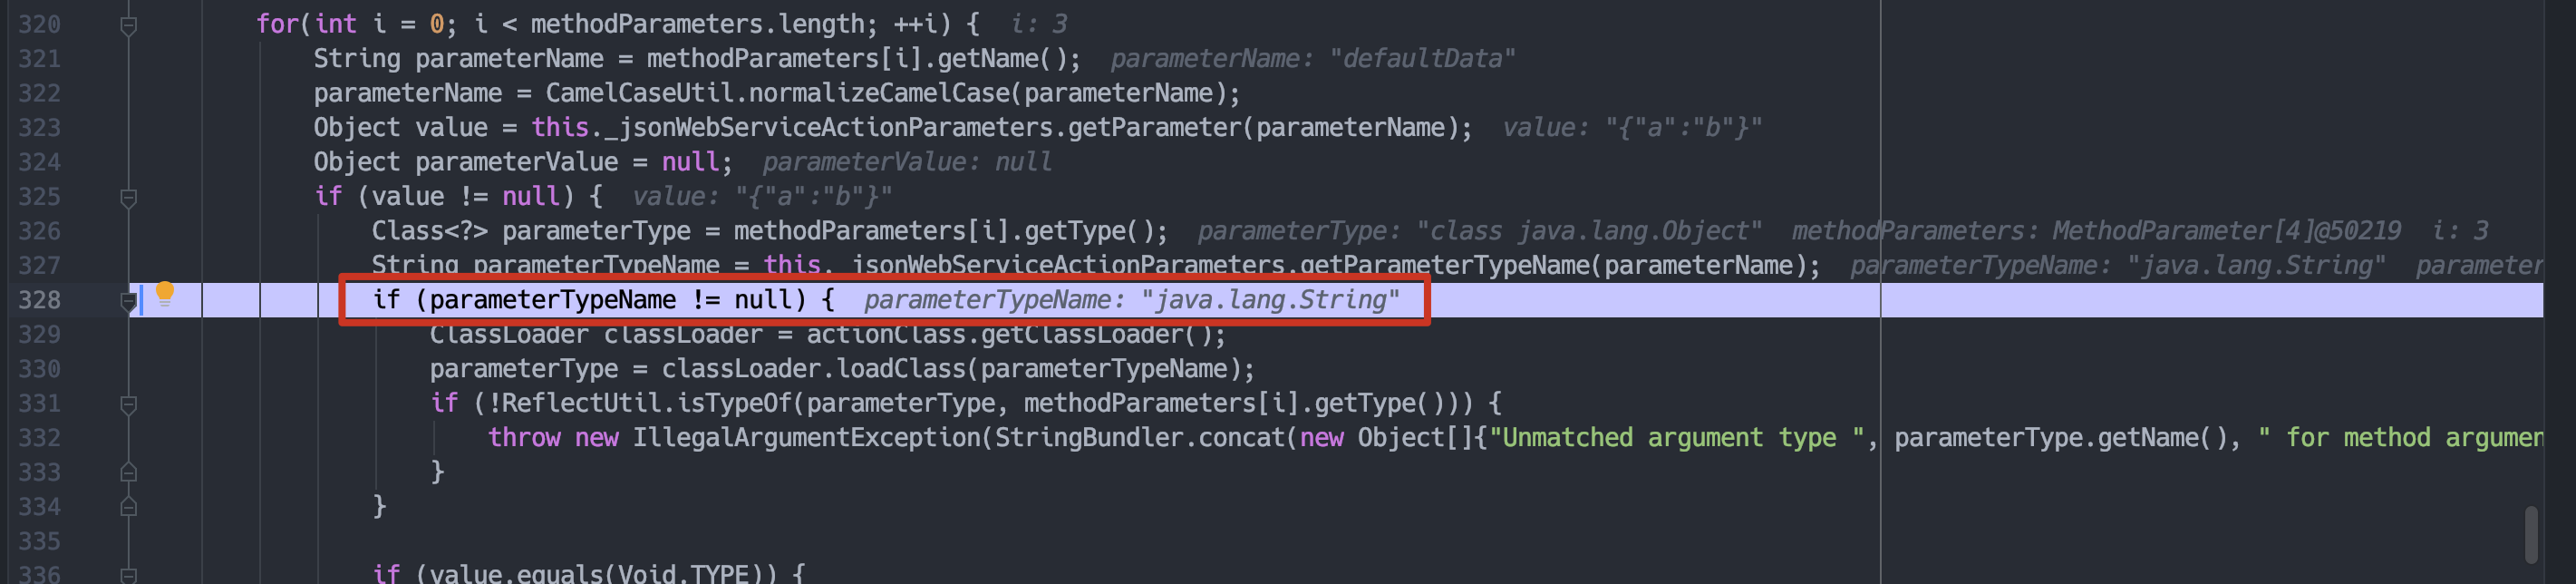 320 for(int i = 0; i < methodParameters.length; ++i) { i: 3
321 String parameterName = methodParameters[i].getName(); parameterName: "defaultData"
322 parameterName = CamelCaseUtil.normalizeCamelCase(parameterName);
323 Object value = this._jsonWebServiceActionParameters.getParameter(parameterName); value: "{"a":"b"}"
324 Object parameterValue = null; parameterValue: null
325 if (value != null) { value: "{"a":"b"}"
326 Class<?> parameterType = methodParameters[i].getType(); parameterType: "class java.lang.Object" methodParameters: MethodParameter[4]@50219 i: 3
327 String parameterTypeName = this._jsonWebServiceActionParameters.getParameterTypeName(parameterName); parameterTypeName: "java.lang.String" parameter
328 if (parameterTypeName != null) { parameterTypeName: "java.lang.String"
329 ClassLoader classLoader = actionClass.getClassLoader();
330 parameterType = classLoader.loadClass(parameterTypeName);
331 if (!ReflectUtil.isTypeOf(parameterType, methodParameters[i].getType())) {
332 throw new IllegalArgumentException(StringBundler.concat(new Object[]{"Unmatched argument type ", parameterType.getName(), " for method argumen
333 }
334 }
335
336 if (value.equals(Void.TYPE)) {